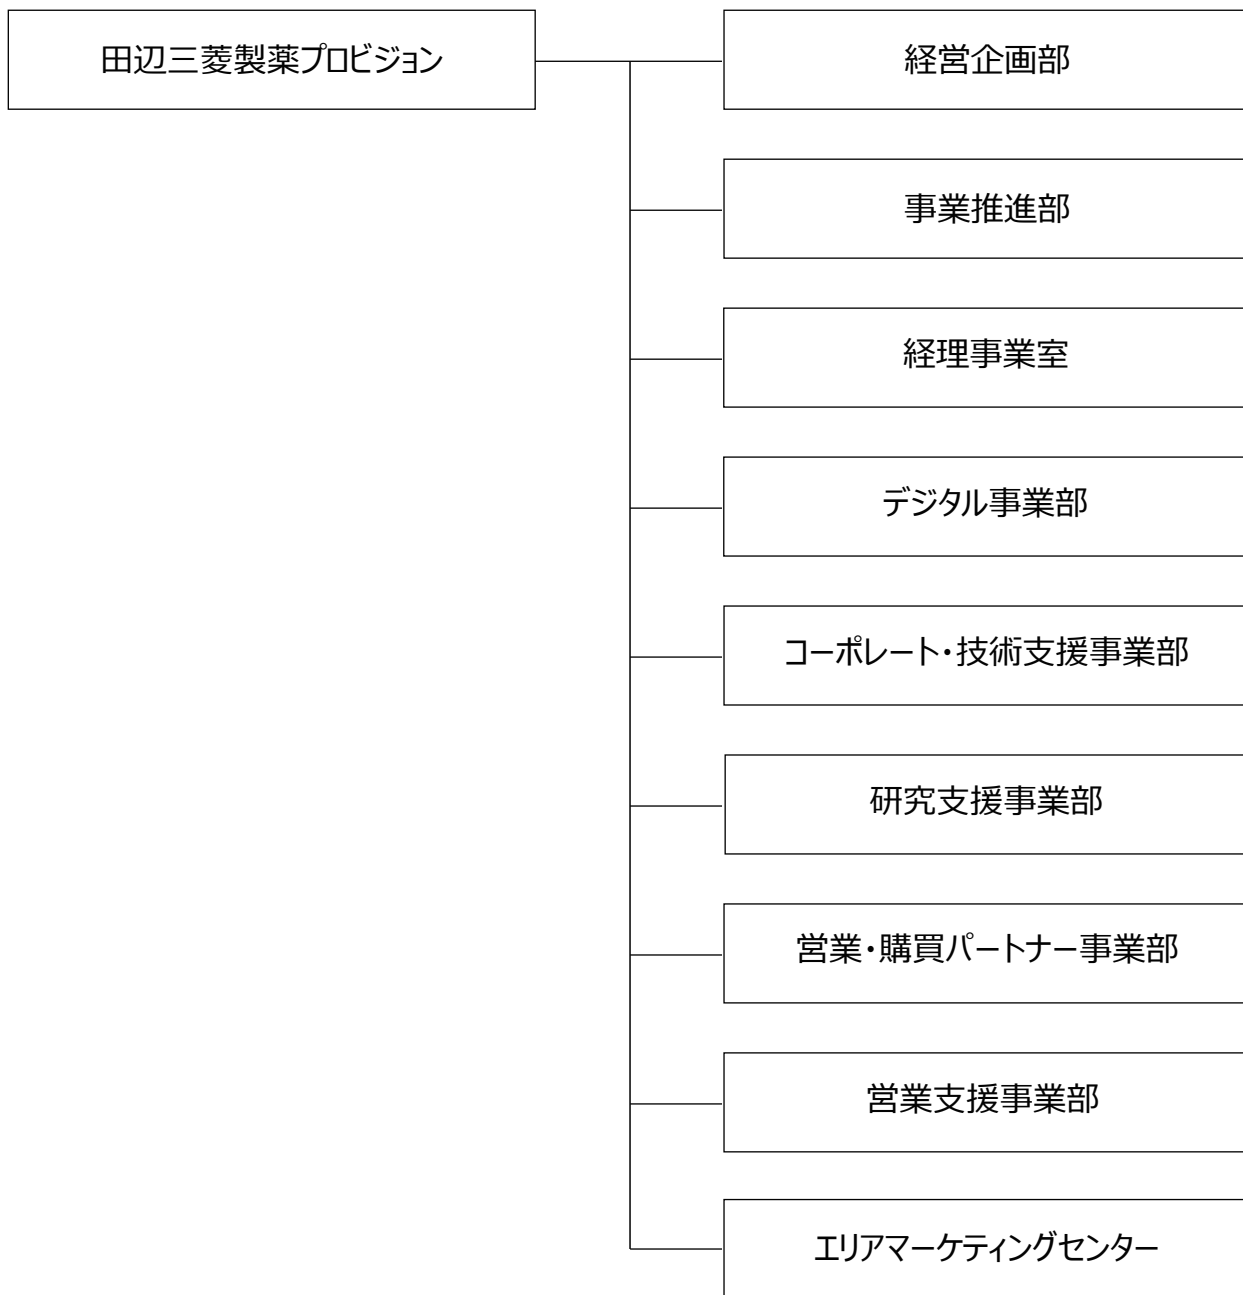 田辺三菱製薬プロビジョン
経営企画部
事業推進部
経理事業室
デジタル事業部
コーポレート・技術支援事業部
研究支援事業部
営業・購買パートナー事業部
営業支援事業部
エリアマーケティングセンター